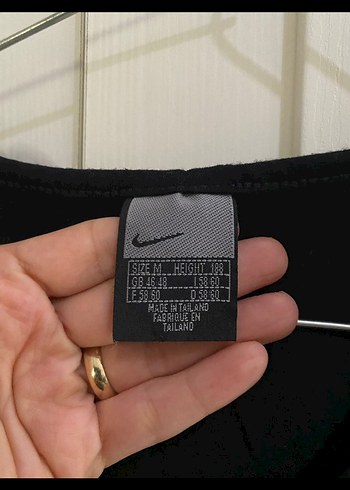 SIZE M HEIGHT 188
GB 46.48 I 58.60
F 58.60 D 58.60
MADE IN TAILAND
FABRIQUE EN
TAILAND